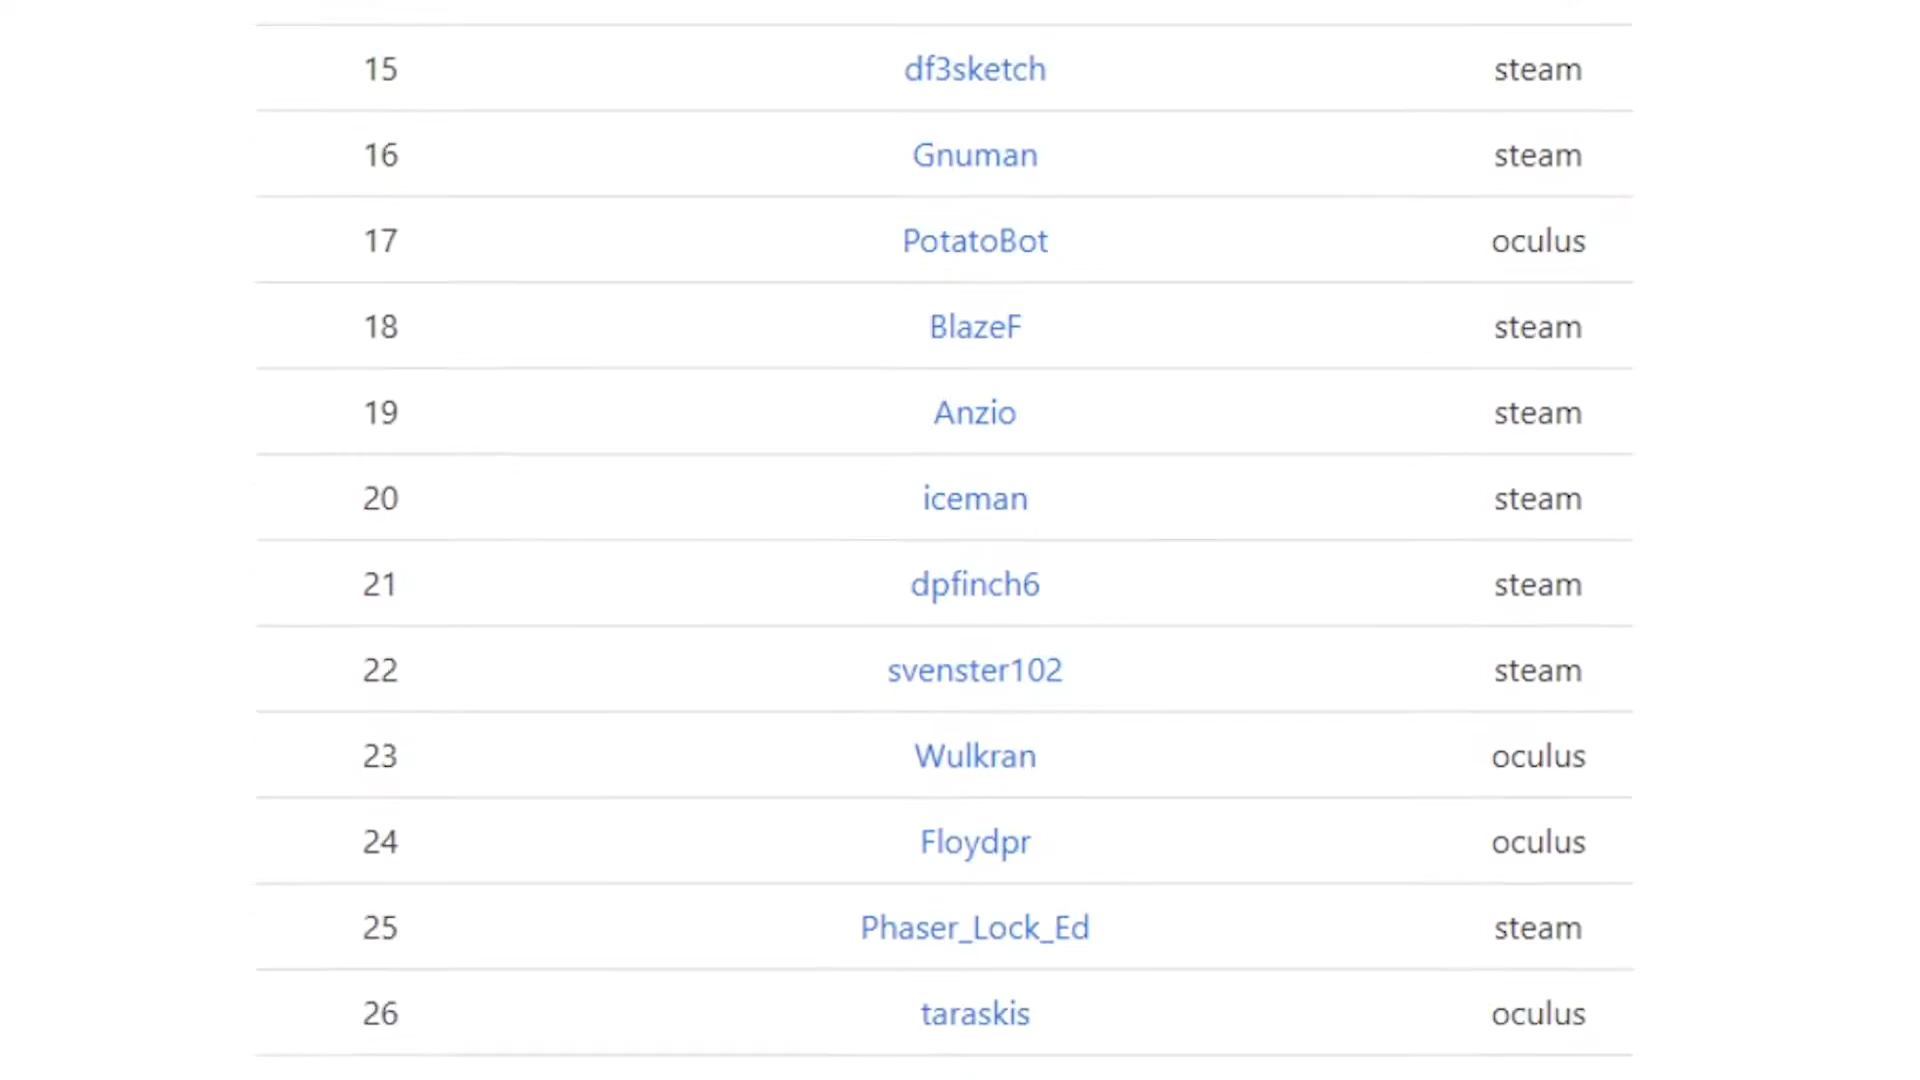 15 df3sketch steam
16 Gnuman steam
17 PotatoBot oculus
18 BlazeF steam
19 Anzio steam
20 iceman steam
21 dpfinch6 steam
22 svenster102 steam
23 Wulkran oculus
24 Floydpr oculus
25 Phaser_Lock_Ed steam
26 taraskis oculus